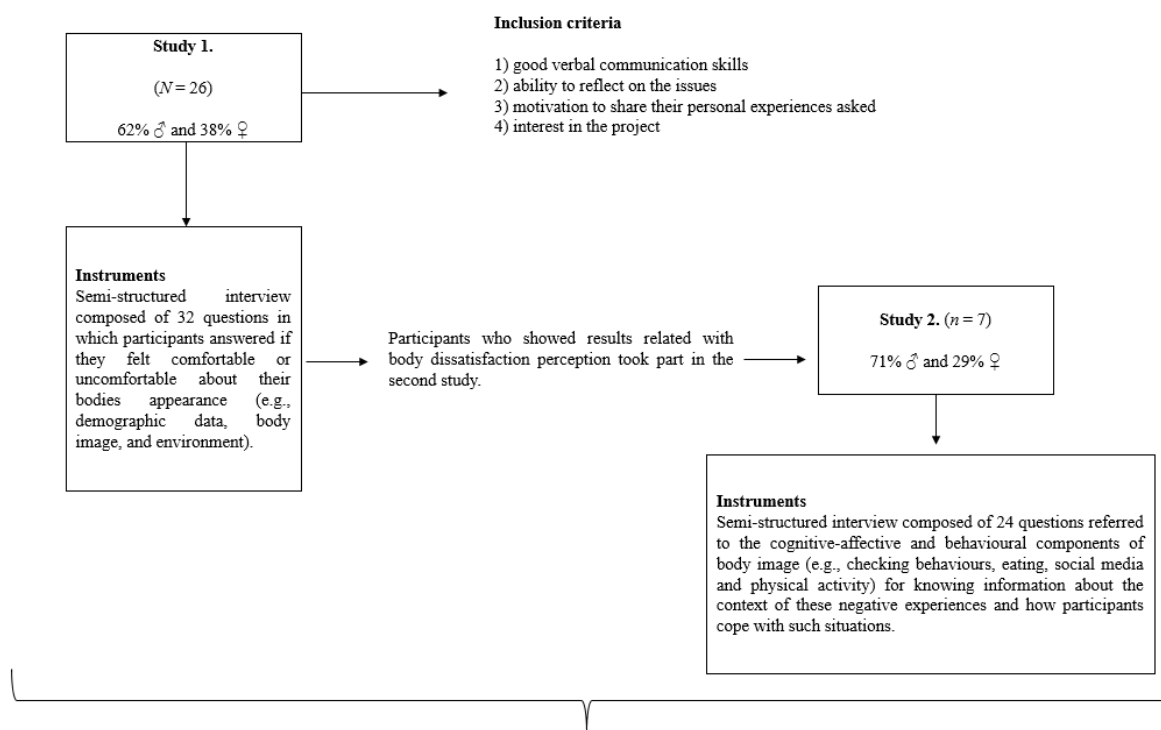 Study 1.
(N = 26)
62% ♂ and 38% ♀
Inclusion criteria
1) good verbal communication skills
2) ability to reflect on the issues
3) motivation to share their personal experiences asked
4) interest in the project
Instruments
Semi-structured interview
composed of 32 questions in
which participants answered if
they felt comfortable or
uncomfortable about their
bodies appearance (e.g.,
demographic data, body
image, and environment).
Participants who showed results related with
body dissatisfaction perception took part in the
second study.
Study 2. (n = 7)
71% ♂ and 29% ♀
Instruments
Semi-structured interview composed of 24 questions referred
to the cognitive-affective and behavioural components of
body image (e.g., checking behaviours, eating, social media
and physical activity) for knowing information about the
context of these negative experiences and how participants
cope with such situations.